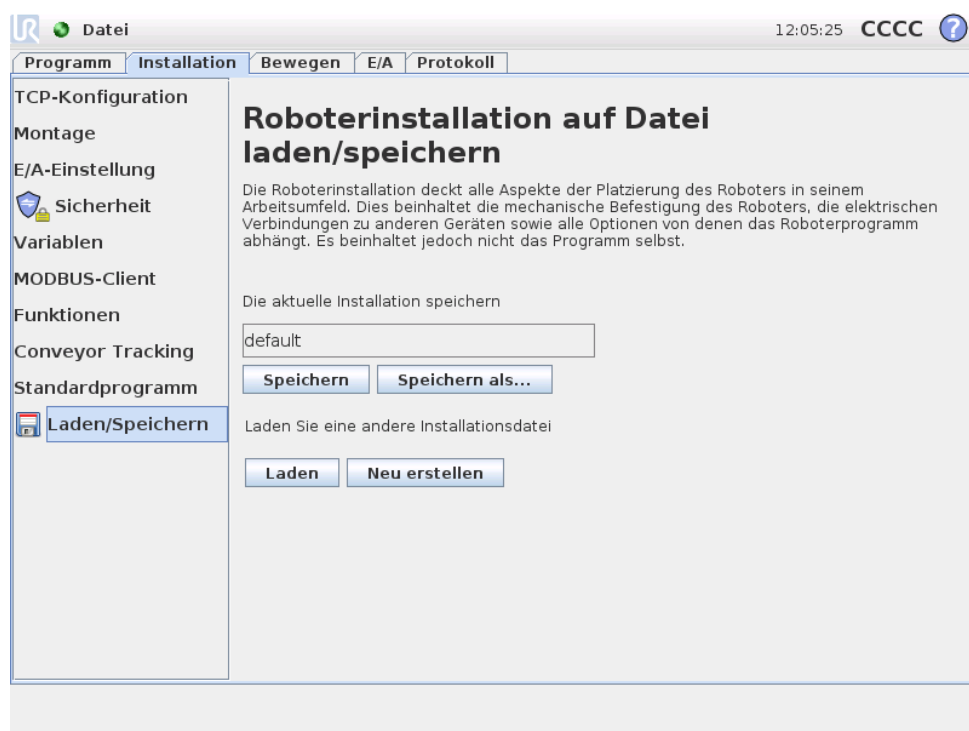 UR Datei 12:05:25 CCCC ?
Programm Installation Bewegen E/A Protokoll
TCP-Konfiguration
Montage
E/A-Einstellung
Sicherheit
Variablen
MODBUS-Client
Funktionen
Conveyor Tracking
Standardprogramm
Laden/Speichern
Roboterinstallation auf Datei
laden/speichern
Die Roboterinstallation deckt alle Aspekte der Platzierung des Roboters in seinem
Arbeitsumfeld. Dies beinhaltet die mechanische Befestigung des Roboters, die elektrischen
Verbindungen zu anderen Geräten sowie alle Optionen von denen das Roboterprogramm
abhängt. Es beinhaltet jedoch nicht das Programm selbst.
Die aktuelle Installation speichern
default
Speichern Speichern als...
Laden Sie eine andere Installationsdatei
Laden Neu erstellen